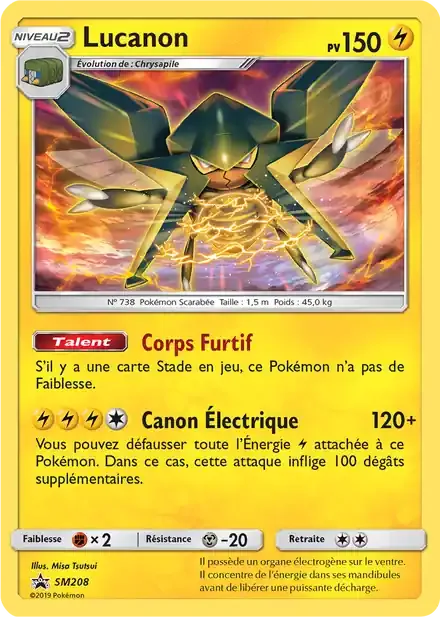 NIVEAU2
Lucanon
PV150
Évolution de : Chrysapile
N° 738 Pokémon Scarabée Taille : 1,5 m Poids : 45,0 kg
Talent
Corps Furtif
S'il y a une carte Stade en jeu, ce Pokémon n'a pas de
Faiblesse.
Canon Électrique 120+
Vous pouvez défausser toute l'Énergie attachée à ce
Pokémon. Dans ce cas, cette attaque inflige 100 dégâts
supplémentaires.
Faiblesse ×2 Résistance -20 Retraite
Illus. Misa Tsutsui
SM208
©2019 Pokémon
Il possède un organe électrogène sur le ventre.
Il concentre de l'énergie dans ses mandibules
avant de libérer une puissante décharge.